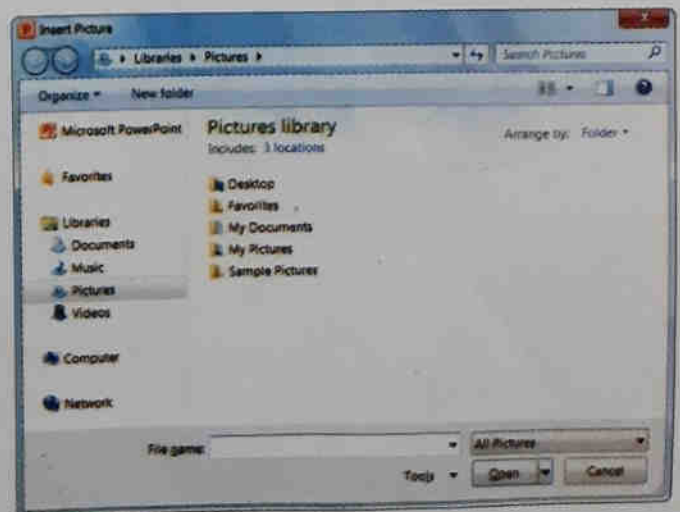 Insert Picture
Libraries Pictures
Search Pictures
Organize New folder
Microsoft PowerPoint
Favorites
Libraries
Documents
Music
Pictures
Videos
Computer
Network
Pictures library
Includes: 3 locations
Arrange by: Folder
Desktop
Favorites
My Documents
My Pictures
Sample Pictures
File name:
All Pictures
Tools Open Cancel